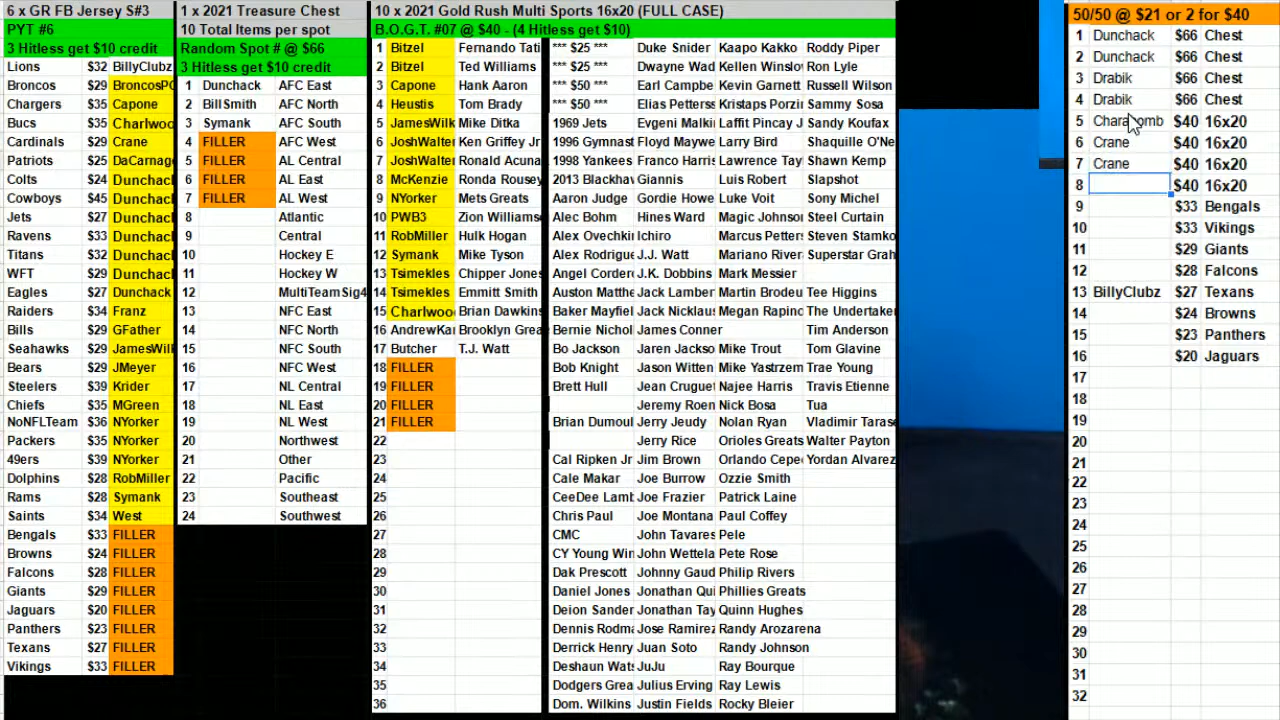 6 x GR FB Jersey S#3
PYT #6
3 Hitless get $10 credit
Lions $32 BillyClubz
Broncos $29 BroncosPC
Chargers $35 Capone
Bucs $35 Charlwoo
Cardinals $29 Crane
Patriots $25 DaCarnage
Colts $24 Dunchack
Cowboys $45 Dunchack
Jets $27 Dunchack
Ravens $33 Dunchack
Titans $32 Dunchack
WFT $29 Dunchack
Eagles $27 Dunchack
Raiders $34 Franz
Bills $29 GFather
Seahawks $29 JamesWilk
Bears $29 JMeyer
Steelers $39 Krider
Chiefs $35 MGreen
NoNFLTeam $36 NYorker
Packers $35 NYorker
49ers $39 NYorker
Dolphins $28 RobMiller
Rams $28 Symank
Saints $34 West
Bengals $33 FILLER
Browns $24 FILLER
Falcons $28 FILLER
Giants $29 FILLER
Jaguars $20 FILLER
Panthers $23 FILLER
Texans $27 FILLER
Vikings $33 FILLER
1 x 2021 Treasure Chest
10 Total Items per spot
Random Spot # @ $66
3 Hitless get $10 credit
1 Dunchack AFC East
2 BillSmith AFC North
3 Symank AFC South
4 FILLER AFC West
5 FILLER AL Central
6 FILLER AL East
7 FILLER AL West
8 Atlantic
9 Central
10 Hockey E
11 Hockey W
12 MultiTeamSig4
13 NFC East
14 NFC North
15 NFC South
16 NFC West
17 NL Central
18 NL East
19 NL West
20 Northwest
21 Other
22 Pacific
23 Southeast
24 Southwest
10 x 2021 Gold Rush Multi Sports 16x20 (FULL CASE)
B.O.G.T. #07 @ $40 - (4 Hitless get $10)
1 Bitzel Fernando Tati *** $25 *** Duke Snider Kaapo Kakko Roddy Piper
2 Bitzel Ted Williams *** $25 *** Dwayne Wad Kellen Winslo Ron Lyle
3 Capone Hank Aaron *** $50 *** Earl Campbe Kevin Garnett Russell Wilson
4 Heustis Tom Brady *** $50 *** Elias Petterss Kristaps Porzi Sammy Sosa
5 JamesWilk Mike Ditka 1969 Jets Evgeni Malkin Laffit Pincay J Sandy Koufax
6 JoshWalter Ken Griffey Jr 1996 Gymnast Floyd Maywe Larry Bird Shaquille O'Ne
7 JoshWalter Ronald Acuna 1998 Yankees Franco Harris Lawrence Tay Shawn Kemp
8 McKenzie Ronda Rousey 2013 Blackhav Giannis Luis Robert Slapshot
9 NYorker Mets Greats Aaron Judge Gordie Howe Luke Voit Sony Michel
10 PWB3 Zion Williams Alec Bohm Hines Ward Magic Johnso Steel Curtain
11 RobMiller Hulk Hogan Alex Ovechkin Ichiro Marcus Petter Steven Stamko
12 Symank Mike Tyson Alex Rodrigue J.J. Watt Mariano River Superstar Grah
13 Tsimekles Chipper Jones Angel Corder J.K. Dobbins Mark Messier
14 Tsimekles Emmitt Smith Auston Matthe Jack Lamber Martin Brodeu Tee Higgins
15 Charlwoo Brian Dawkins Baker Mayfiel Jack Nicklaus Megan Rapino The Undertake
16 AndrewKar Brooklyn Grea Bernie Nichol James Conner Tim Anderson
17 Butcher T.J. Watt Bo Jackson Jaren Jackso Mike Trout Tom Glavine
18 FILLER Bob Knight Jason Witten Mike Yastrzem Trae Young
19 FILLER Brett Hull Jean Cruguet Najee Harris Travis Etienne
20 FILLER Jeremy Roen Nick Bosa Tua
21 FILLER Brian Dumoul Jerry Jeudy Nolan Ryan Vladimir Tarase
22 Jerry Rice Orioles Greats Walter Payton
23 Cal Ripken Jr Jim Brown Orlando Cepe Yordan Alvarez
24 Cale Makar Joe Burrow Ozzie Smith
25 CeeDee Lamb Joe Frazier Patrick Laine
26 Chris Paul Joe Montana Paul Coffey
27 CMC John Tavares Pele
28 CY Young Win John Wettela Pete Rose
29 Dak Prescott Johnny Gaud Philip Rivers
30 Daniel Jones Jonathan Qui Phillies Greats
31 Deion Sander Jonathan Tay Quinn Hughes
32 Dennis Rodma Jose Ramirez Randy Arozarena
33 Derrick Henry Juan Soto Randy Johnson
34 Deshaun Wats JuJu Ray Bourque
35 Dodgers Grea Julius Erving Ray Lewis
36 Dom. Wilkins Justin Fields Rocky Bleier
50/50 @ $21 or 2 for $40
1 Dunchack $66 Chest
2 Dunchack $66 Chest
3 Drabik $66 Chest
4 Drabik $66 Chest
5 $40 16x20
6 Crane $40 16x20
7 Crane $40 16x20
8 $40 16x20
9 $33 Bengals
10 $33 Vikings
11 $29 Giants
12 $28 Falcons
13 BillyClubz $27 Texans
14 $24 Browns
15 $23 Panthers
16 $20 Jaguars
17
18
19
20
21
22
23
24
25
26
27
28
29
30
31
32